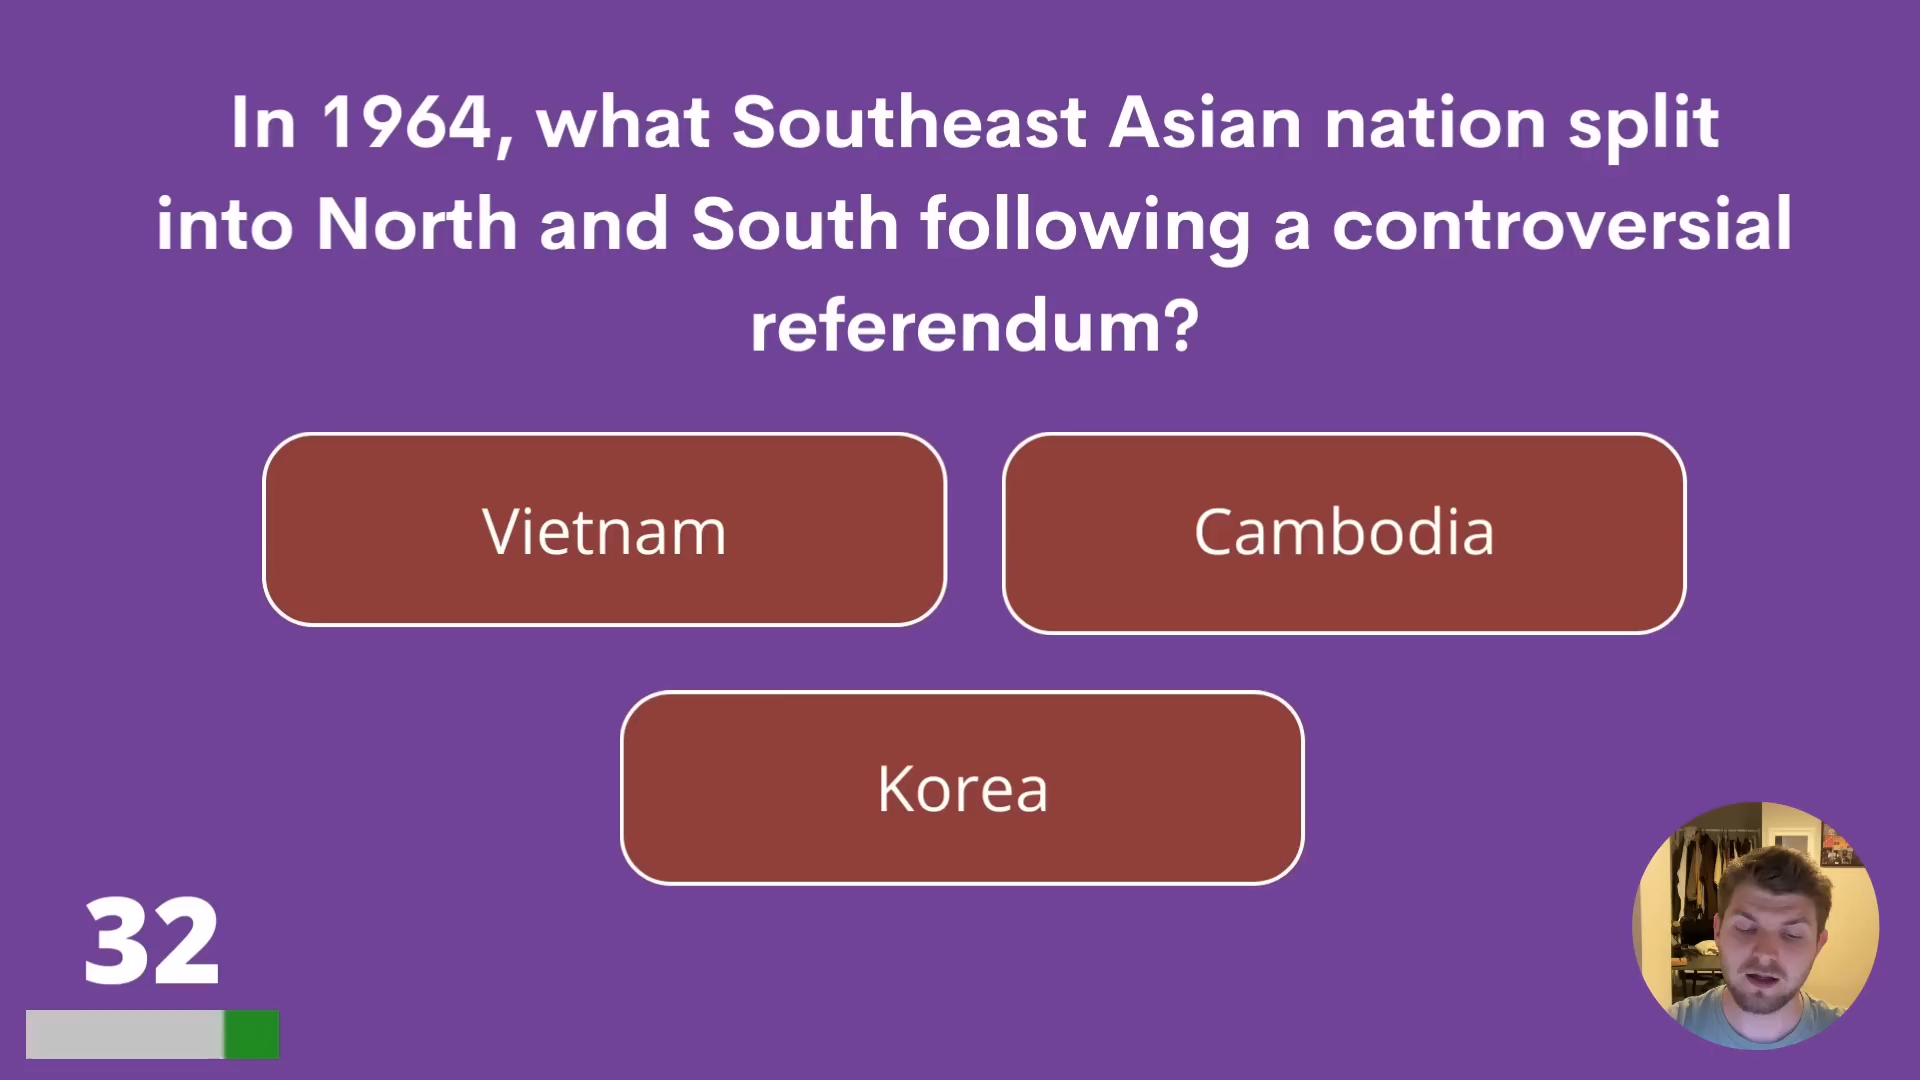 In 1964, what Southeast Asian nation split
into North and South following a controversial
referendum?
Vietnam
Cambodia
Korea
32